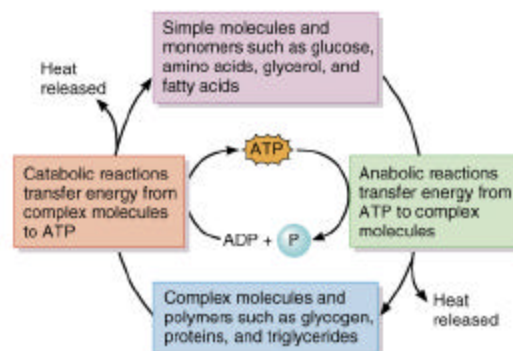 Simple molecules and
monomers such as glucose,
amino acids, glycerol, and
fatty acids
Heat
released
ATP
Catabolic reactions
transfer energy from
complex molecules
to ATP
Anabolic reactions
transfer energy from
ATP to complex
molecules
ADP + P
Complex molecules and
polymers such as glycogen,
proteins, and triglycerides
Heat
released